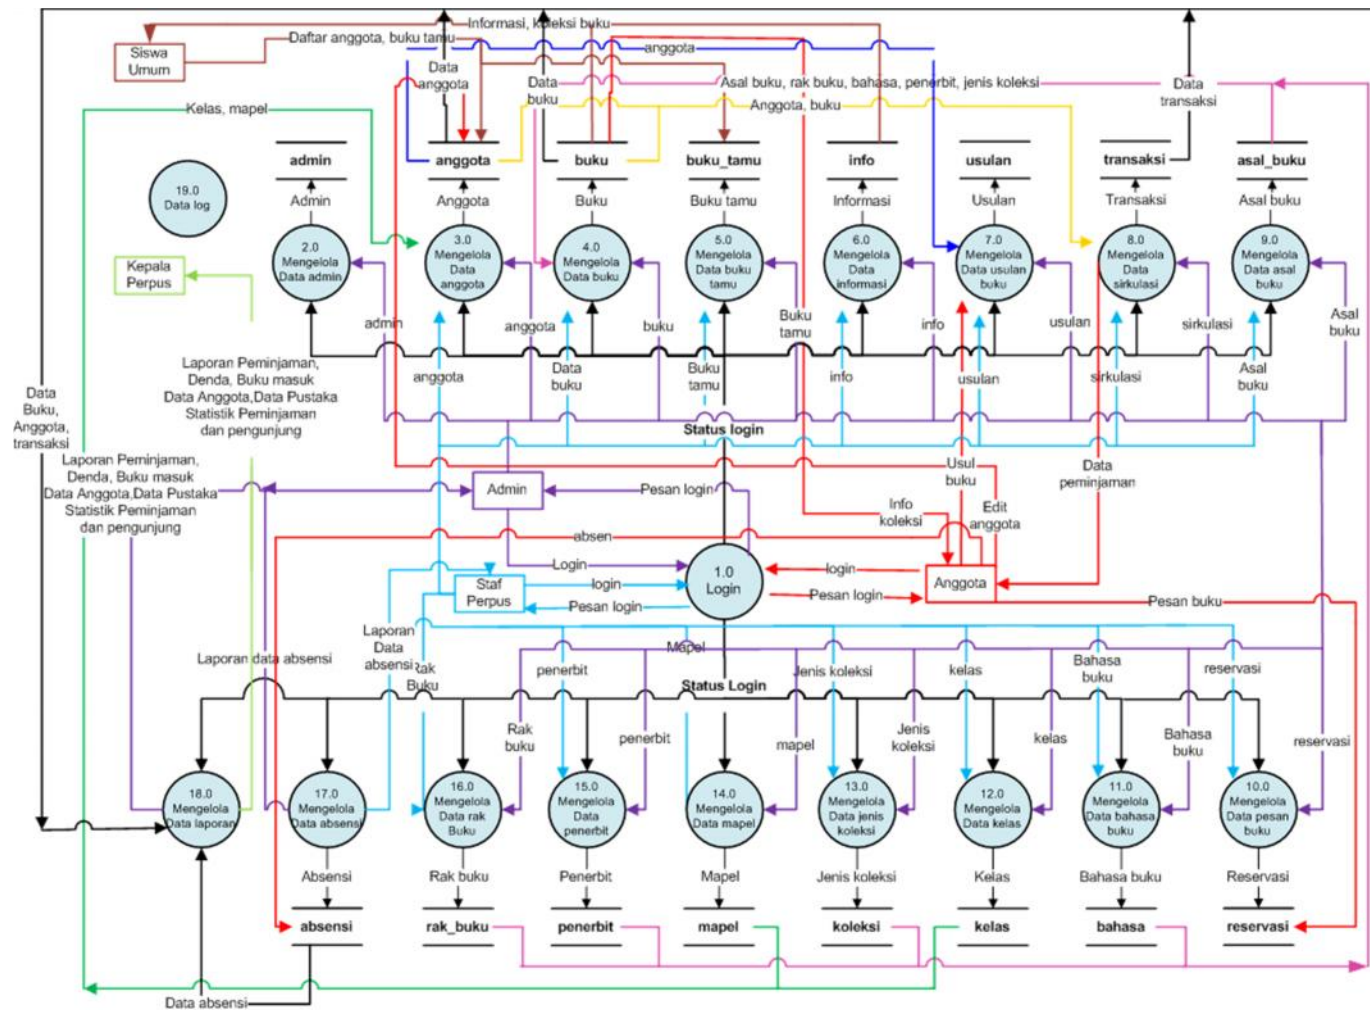 Informasi, koleksi buku
Siswa
Umum
Daftar anggota, buku tamu
anggota
Data
anggota
Data
buku
Asal buku, rak buku, bahasa, penerbit, jenis koleksi
Data
transaksi
Kelas, mapel
Anggota, buku
admin
anggota
buku
buku_tamu
info
usulan
transaksi
asal_buku
19.0
Data log
Admin
Anggota
Buku
Buku tamu
Informasi
Usulan
Transaksi
Asal buku
2.0
Mengelola
Data admin
3.0
Mengelola
Data
anggota
4.0
Mengelola
Data buku
5.0
Mengelola
Data buku
tamu
6.0
Mengelola
Data
informasi
7.0
Mengelola
Data usulan
buku
8.0
Mengelola
Data
sirkulasi
9.0
Mengelola
Data asal
buku
Kepala
Perpus
admin
anggota
buku
Buku
tamu
info
usulan
sirkulasi
Asal
buku
Laporan Peminjaman,
Denda, Buku masuk
Data Anggota,Data Pustaka
Statistik Peminjaman
dan pengunjung
anggota
Data
buku
Buku
tamu
info
usulan
sirkulasi
Asal
buku
Data
Buku,
Anggota,
transaksi
Status login
Laporan Peminjaman,
Denda, Buku masuk
Data Anggota,Data Pustaka
Statistik Peminjaman
dan pengunjung
Admin
Pesan login
Usul
buku
Data
peminjaman
Info
koleksi
Edit
anggota
absen
Login
1.0
Login
login
Anggota
Staf
Perpus
login
Pesan login
Pesan login
Pesan buku
Laporan
Data
absensi
Laporan data absensi
Rak
Buku
penerbit
Mapel
Jenis koleksi
kelas
Bahasa
buku
reservasi
Status Login
Rak
buku
penerbit
mapel
Jenis
koleksi
kelas
Bahasa
buku
reservasi
18.0
Mengelola
Data laporan
17.0
Mengelola
Data absensi
16.0
Mengelola
Data rak
Buku
15.0
Mengelola
Data
penerbit
14.0
Mengelola
Data mapel
13.0
Mengelola
Data jenis
koleksi
12.0
Mengelola
Data kelas
11.0
Mengelola
Data bahasa
buku
10.0
Mengelola
Data pesan
buku
Absensi
Rak buku
Penerbit
Mapel
Jenis koleksi
Kelas
Bahasa buku
Reservasi
absensi
rak_buku
penerbit
mapel
koleksi
kelas
bahasa
reservasi
Data absensi